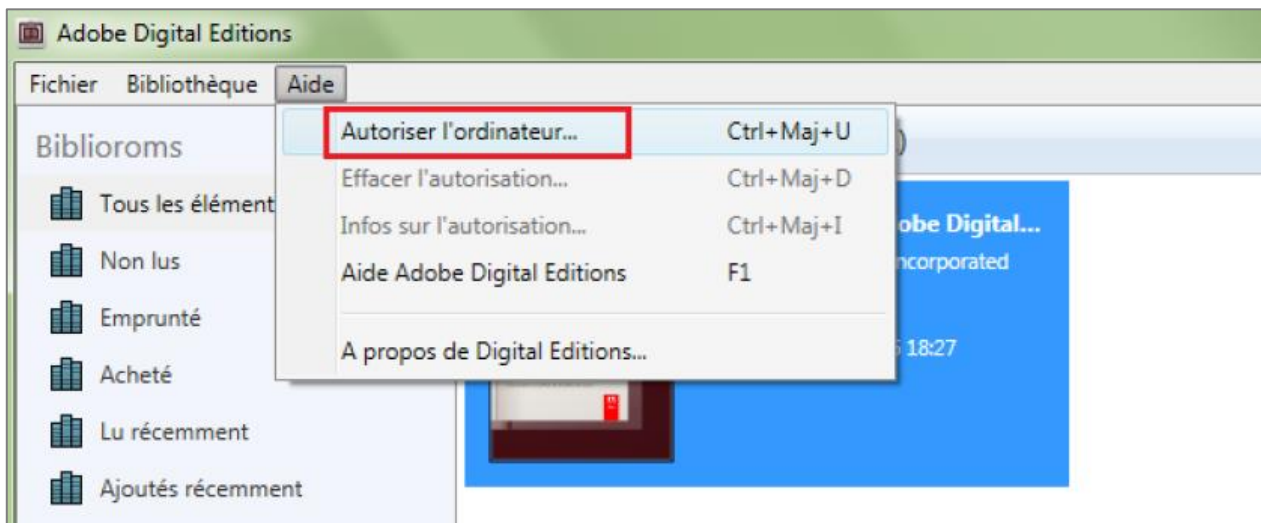 Adobe Digital Editions
Fichier Bibliothèque Aide
Biblioroms
Tous les élément
Non lus
Emprunté
Acheté
Lu récemment
Ajoutés récemment
Autoriser l'ordinateur... Ctrl+Maj+U
Effacer l'autorisation... Ctrl+Maj+D
Infos sur l'autorisation... Ctrl+Maj+I
Aide Adobe Digital Editions F1
A propos de Digital Editions...
)
obe Digital...
ncorporated
18:27